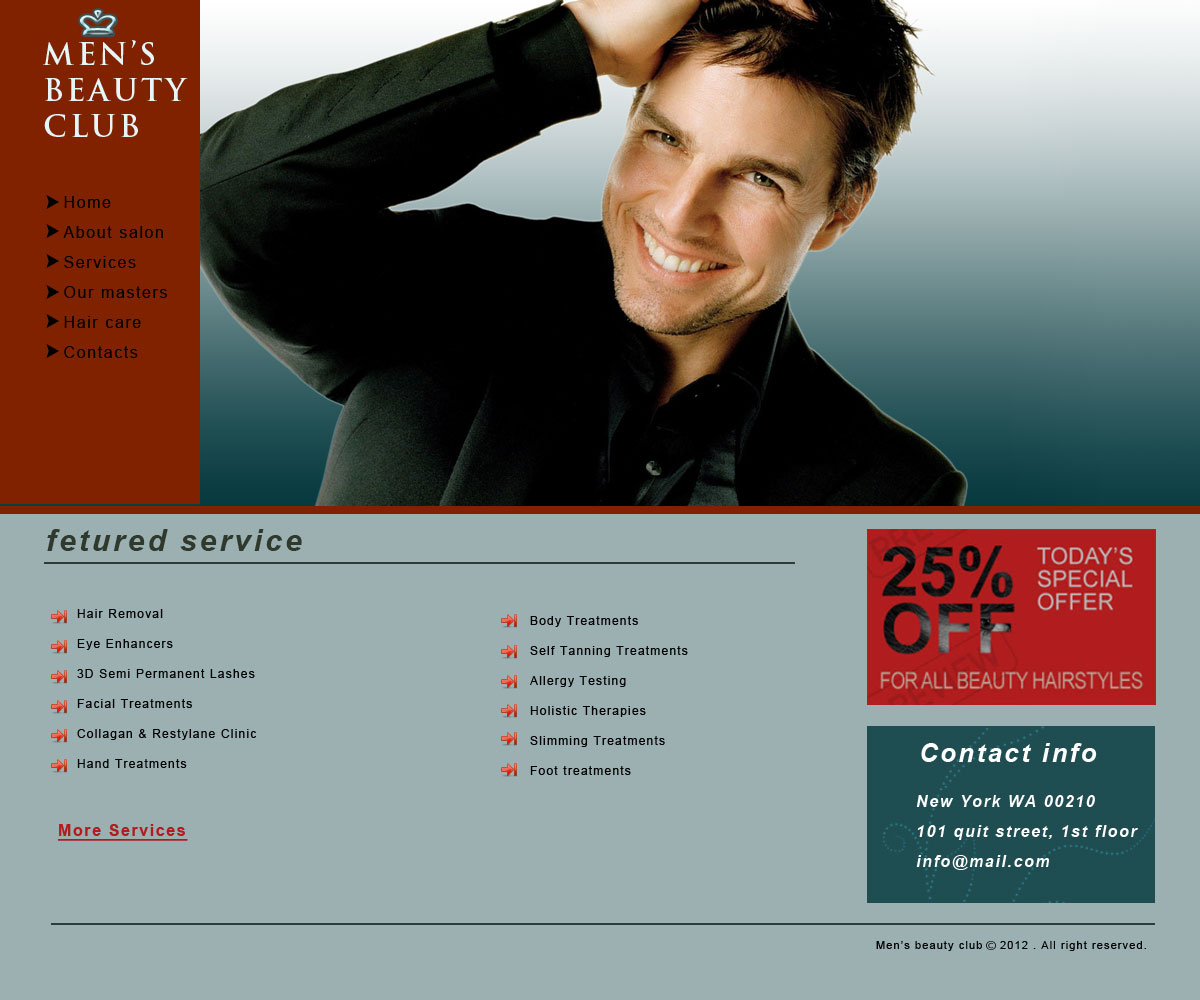 MEN'S
BEAUTY
CLUB
Home
About salon
Services
Our masters
Hair care
Contacts
fetured service
Hair Removal
Eye Enhancers
3D Semi Permanent Lashes
Facial Treatments
Collagan & Restylane Clinic
Hand Treatments
Body Treatments
Self Tanning Treatments
Allergy Testing
Holistic Therapies
Slimming Treatments
Foot treatments
More Services
PREVIEW
25%
OFF
TODAY'S
SPECIAL
OFFER
PREVIEW
FOR ALL BEAUTY HAIRSTYLES
Contact info
New York WA 00210
101 quit street, 1st floor
info@mail.com
Men's beauty club © 2012 . All right reserved.